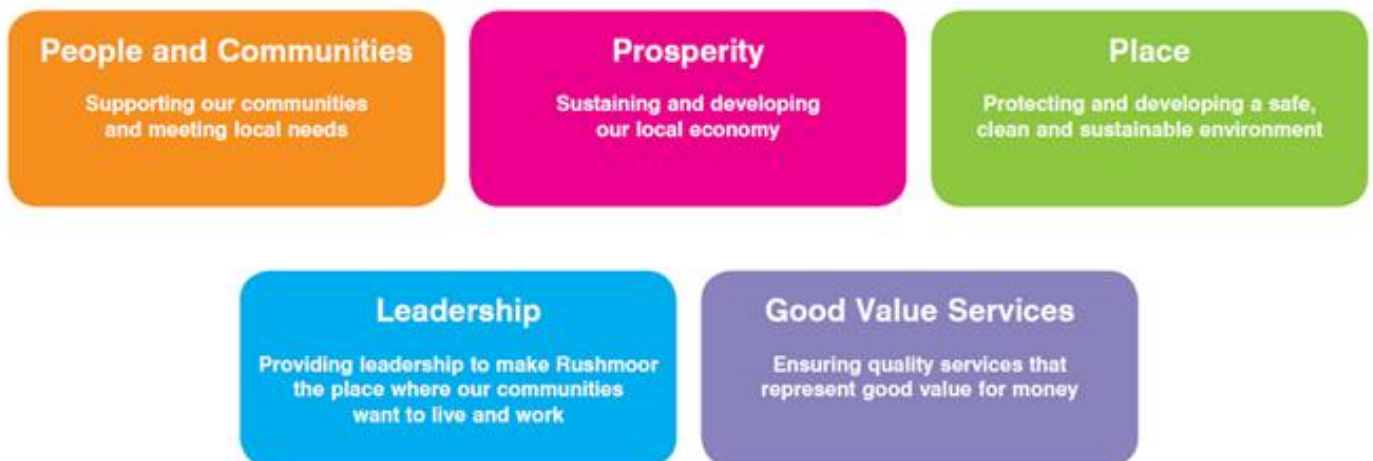 People and Communities
Supporting our communities
and meeting local needs
Prosperity
Sustaining and developing
our local economy
Place
Protecting and developing a safe,
clean and sustainable environment
Leadership
Providing leadership to make Rushmoor
the place where our communities
want to live and work
Good Value Services
Ensuring quality services that
represent good value for money